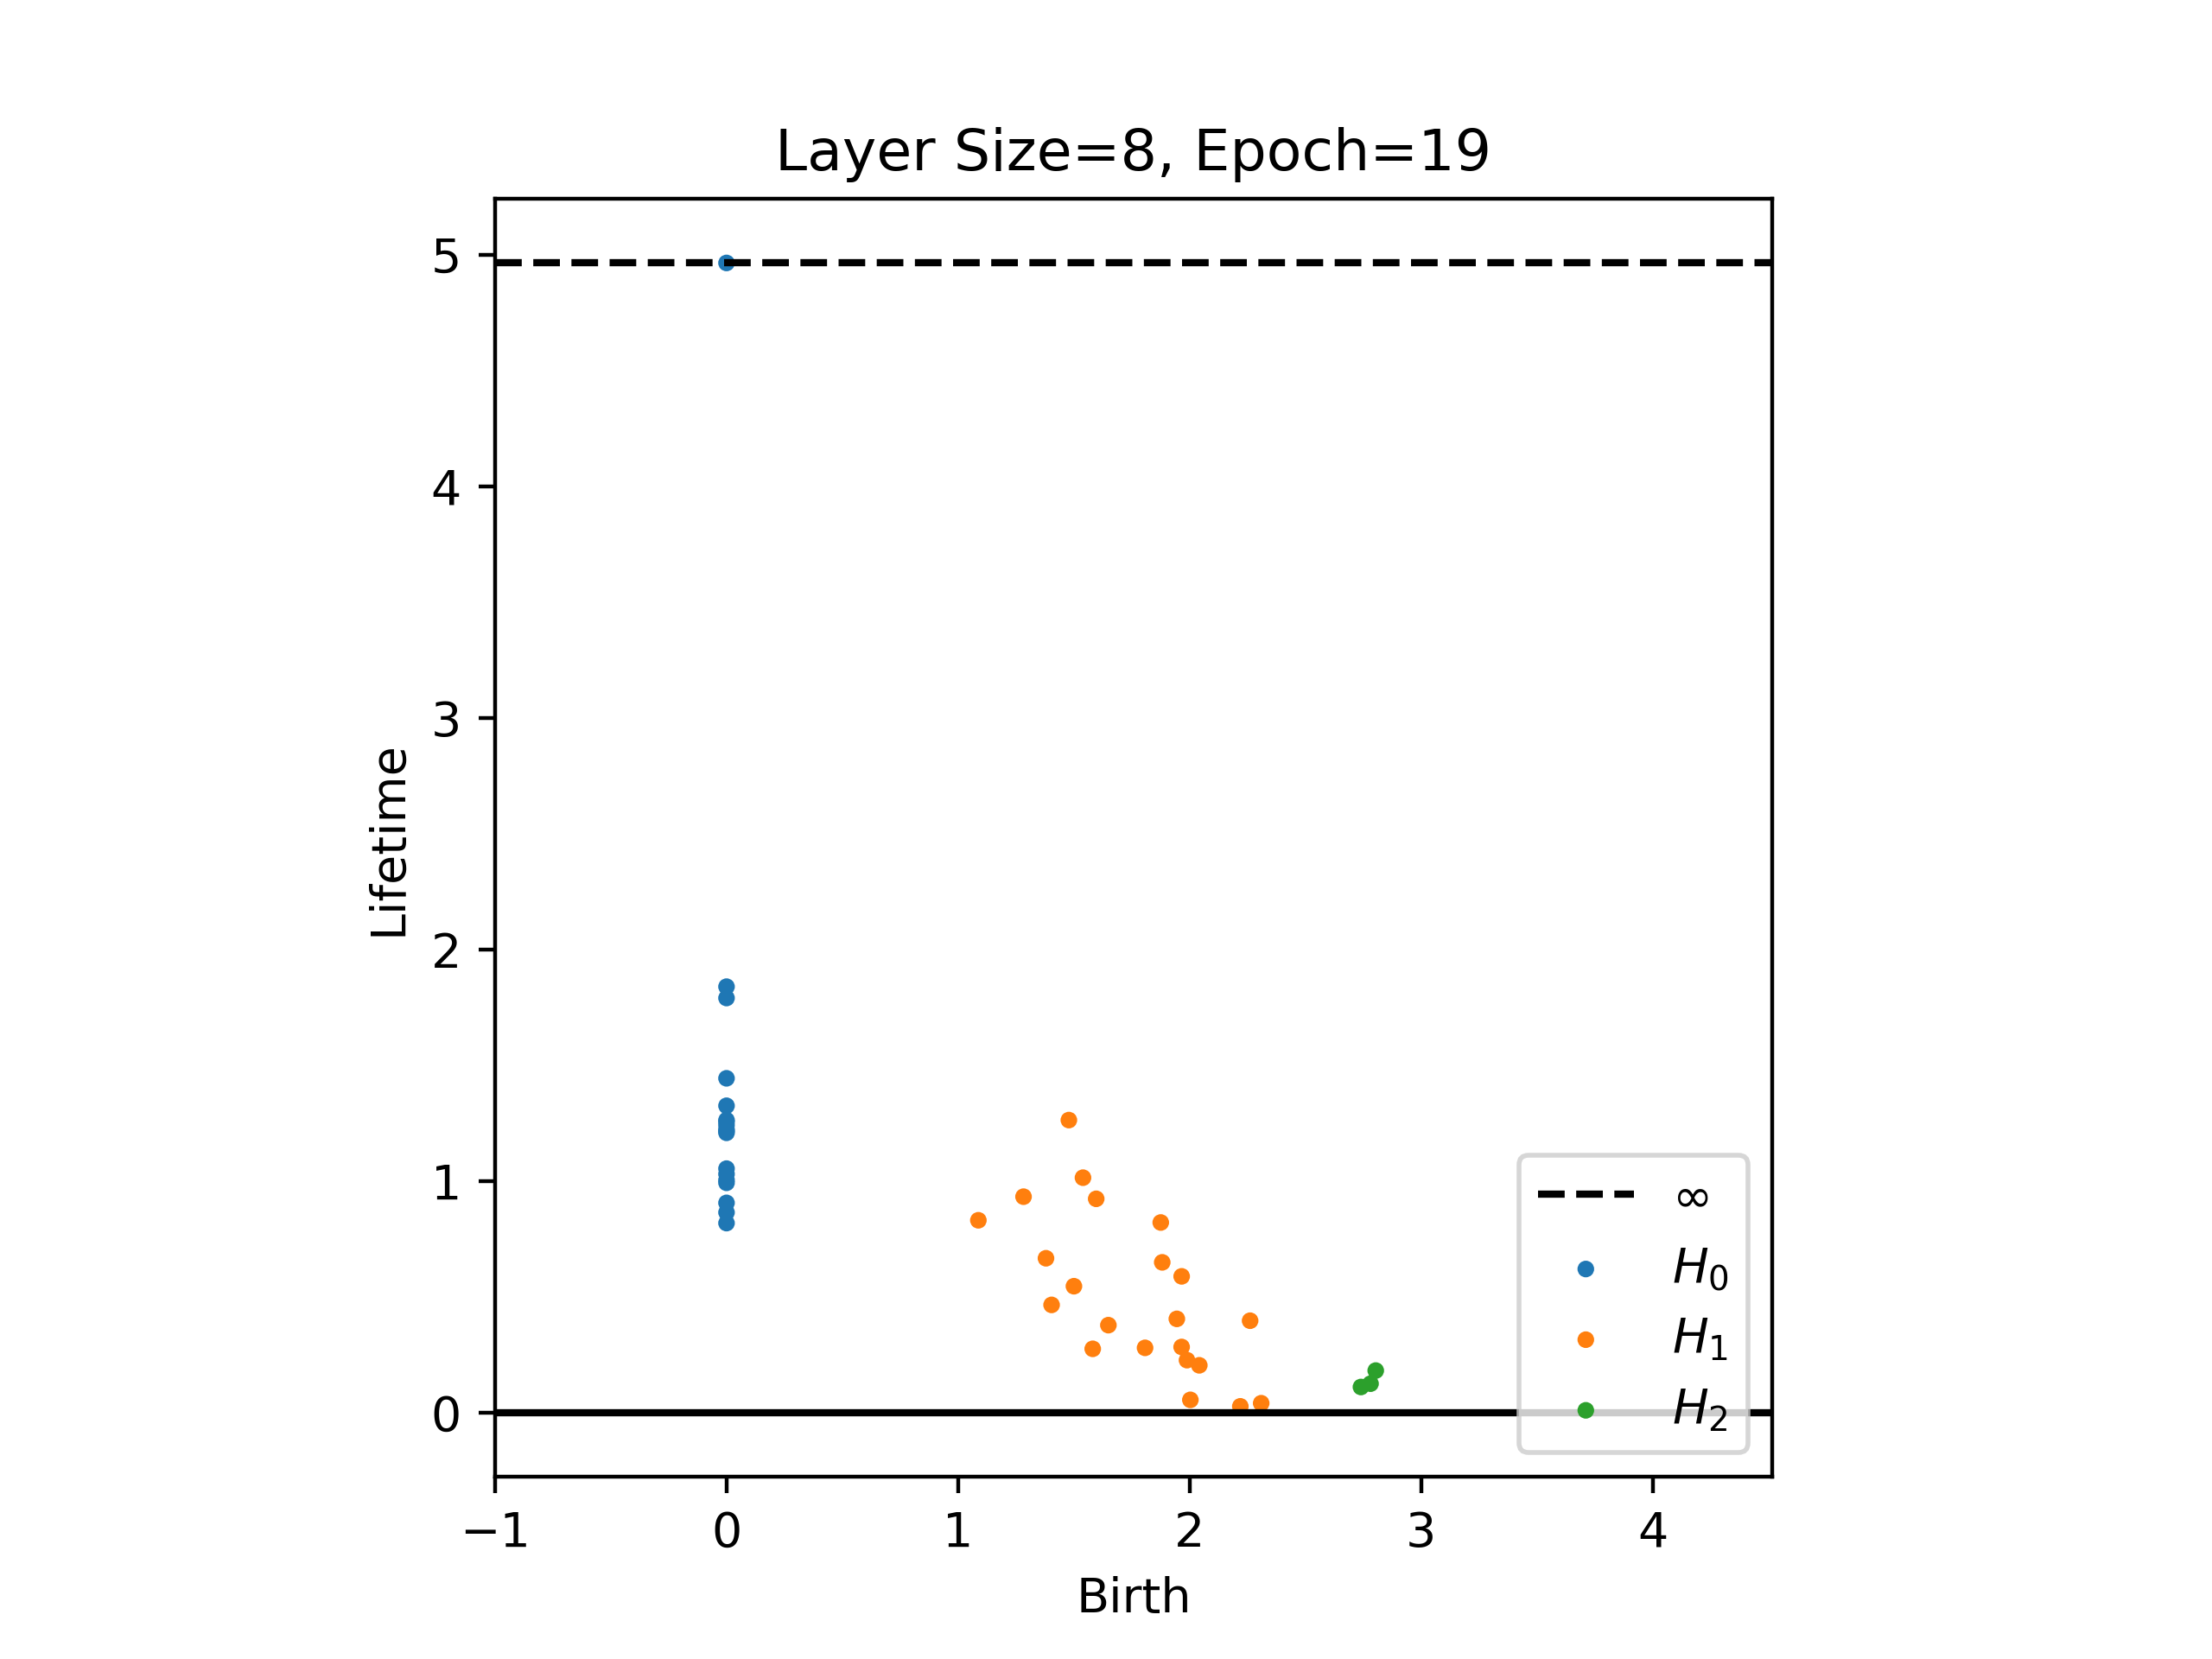 Layer Size=8, Epoch=19
5
4
3
2
1
0
Lifetime
−1 0 1 2 3 4
Birth
∞
H₀
H₁
H₂